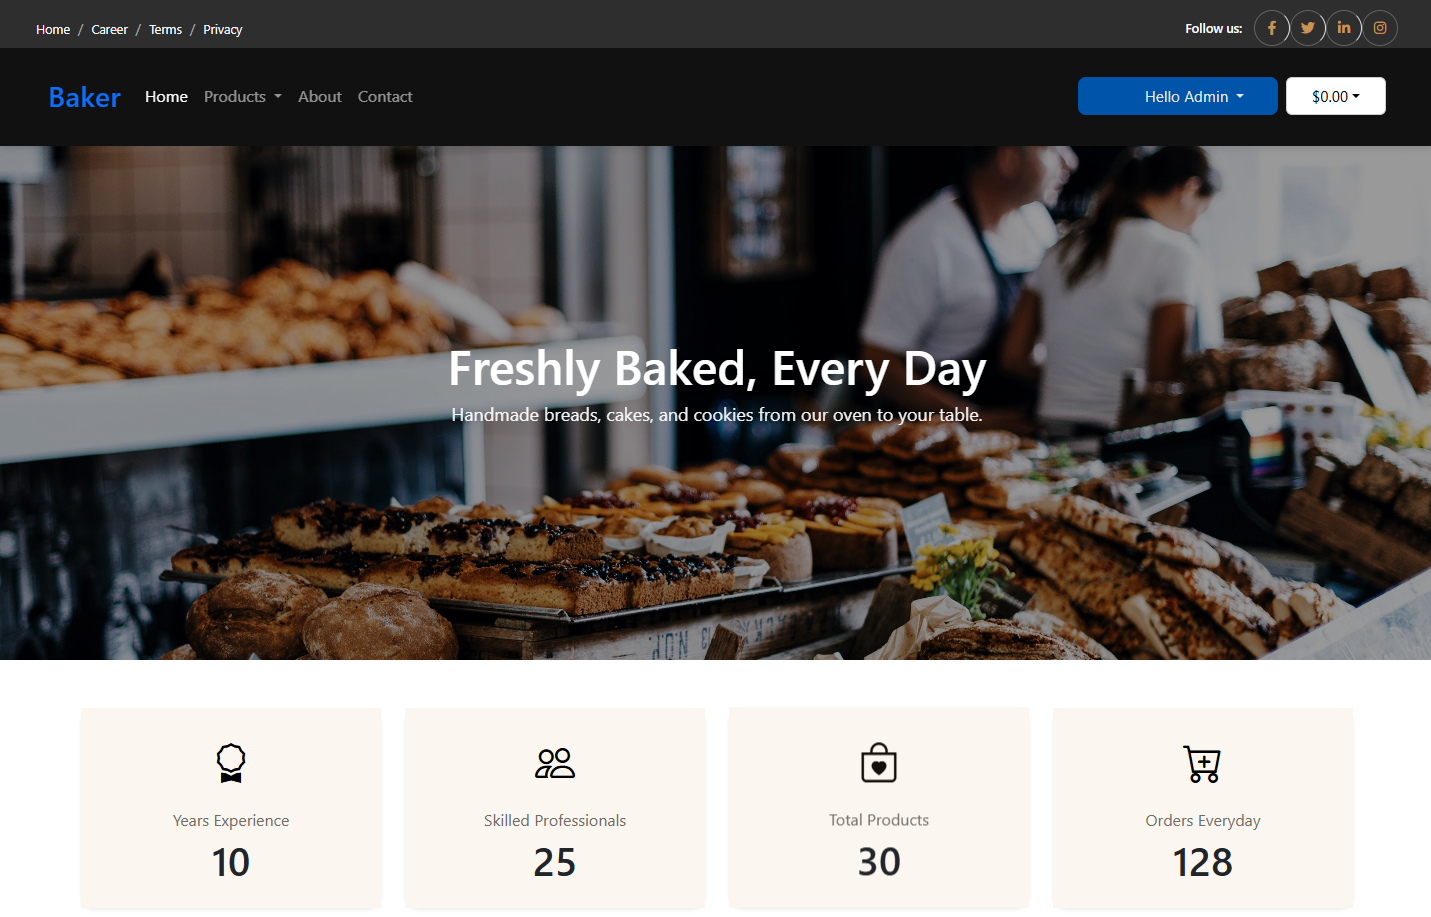 Home / Career / Terms / Privacy
Follow us:
Baker
Home Products About Contact
Hello Admin
$0.00
Freshly Baked, Every Day
Handmade breads, cakes, and cookies from our oven to your table.
Years Experience
10
Skilled Professionals
25
Total Products
30
Orders Everyday
128